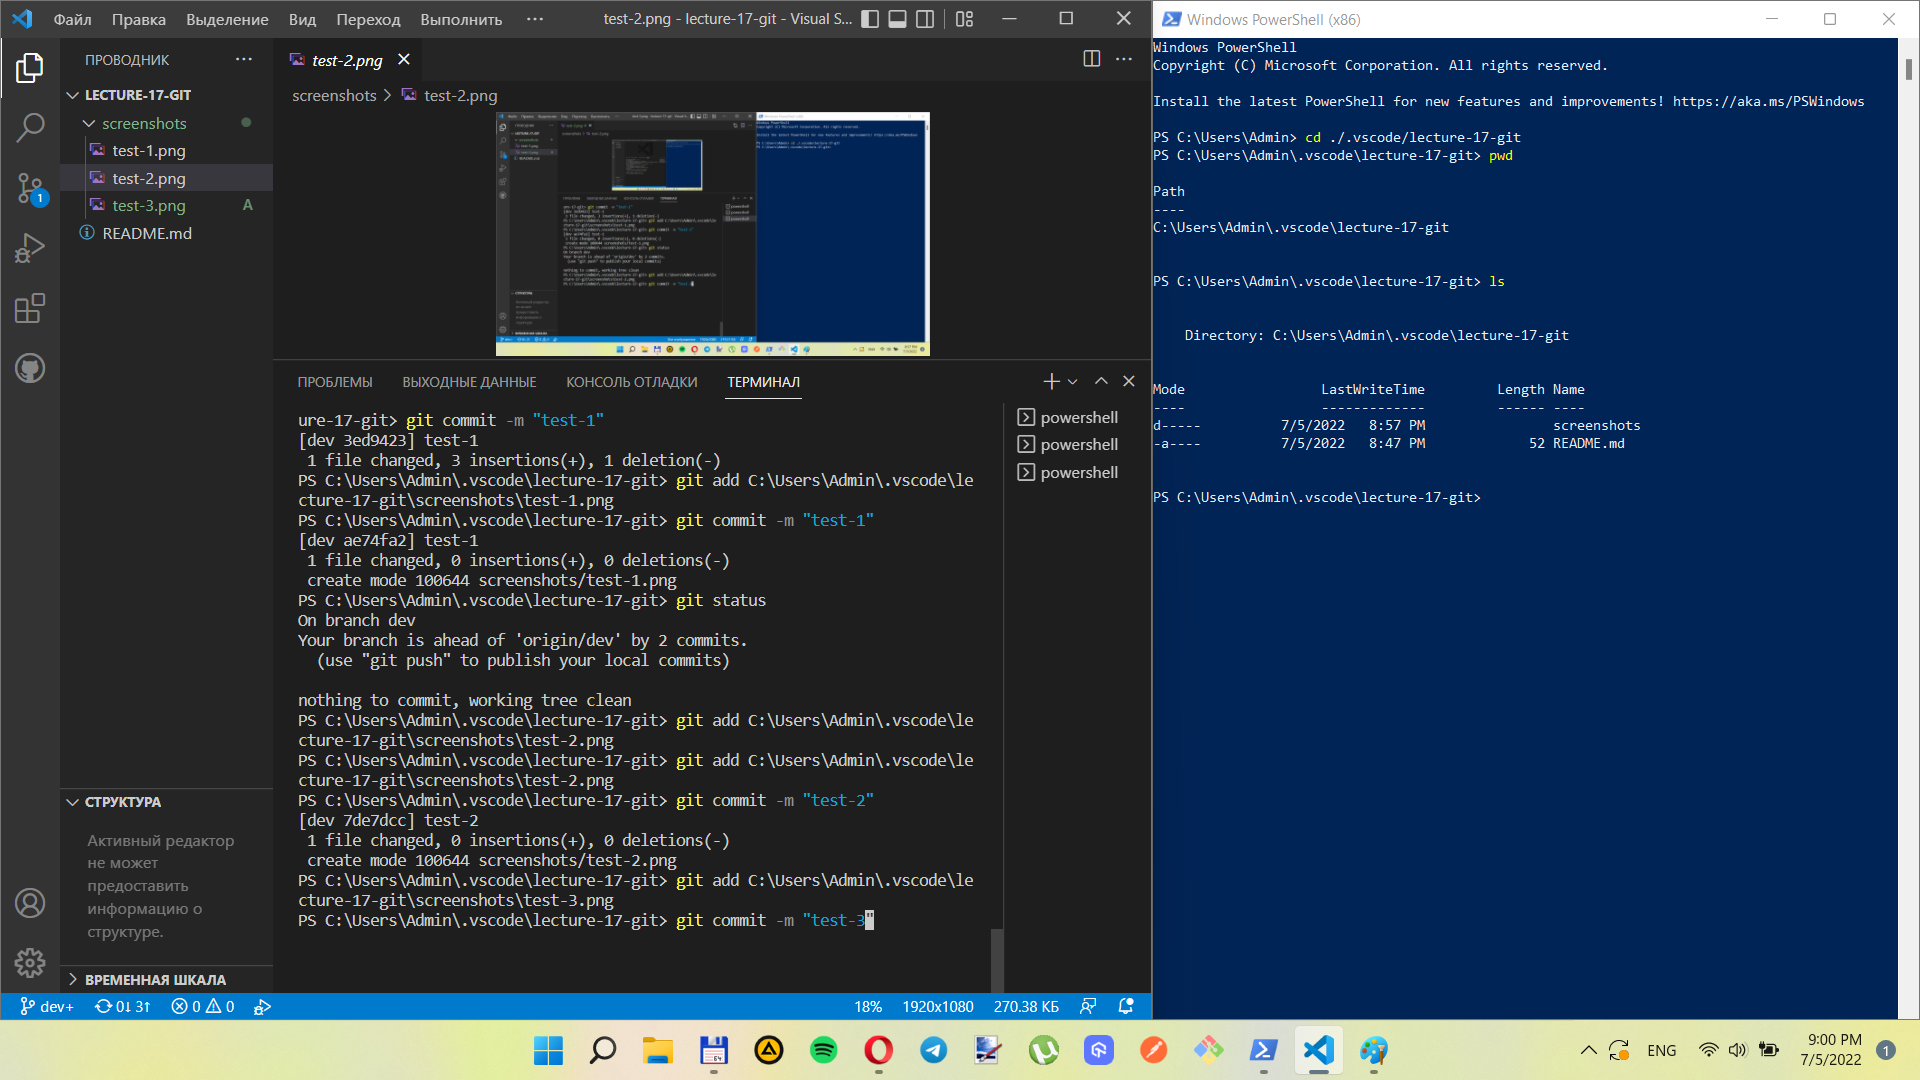 Файл Правка Выделение Вид Переход Выполнить ··· test-2.png - lecture-17-git - Visual S...
ПРОВОДНИК ···
LECTURE-17-GIT
screenshots
test-1.png
test-2.png
test-3.png A
README.md
1
СТРУКТУРА
Активный редактор
не может
предоставить
информацию о
структуре.
ВРЕМЕННАЯ ШКАЛА
test-2.png
screenshots > test-2.png
ПРОБЛЕМЫ ВЫХОДНЫЕ ДАННЫЕ КОНСОЛЬ ОТЛАДКИ ТЕРМИНАЛ
ure-17-git> git commit -m "test-1"
[dev 3ed9423] test-1
1 file changed, 3 insertions(+), 1 deletion(-)
PS C:\Users\Admin\.vscode\lecture-17-git> git add C:\Users\Admin\.vscode\le
cture-17-git\screenshots\test-1.png
PS C:\Users\Admin\.vscode\lecture-17-git> git commit -m "test-1"
[dev ae74fa2] test-1
1 file changed, 0 insertions(+), 0 deletions(-)
create mode 100644 screenshots/test-1.png
PS C:\Users\Admin\.vscode\lecture-17-git> git status
On branch dev
Your branch is ahead of 'origin/dev' by 2 commits.
(use "git push" to publish your local commits)
nothing to commit, working tree clean
PS C:\Users\Admin\.vscode\lecture-17-git> git add C:\Users\Admin\.vscode\le
cture-17-git\screenshots\test-2.png
PS C:\Users\Admin\.vscode\lecture-17-git> git add C:\Users\Admin\.vscode\le
cture-17-git\screenshots\test-2.png
PS C:\Users\Admin\.vscode\lecture-17-git> git commit -m "test-2"
[dev 7de7dcc] test-2
1 file changed, 0 insertions(+), 0 deletions(-)
create mode 100644 screenshots/test-2.png
PS C:\Users\Admin\.vscode\lecture-17-git> git add C:\Users\Admin\.vscode\le
cture-17-git\screenshots\test-3.png
PS C:\Users\Admin\.vscode\lecture-17-git> git commit -m "test-3"
powershell
powershell
powershell
dev+ 0↓ 3↑ 0 0 18% 1920x1080 270.38 КБ
Windows PowerShell (x86)
Windows PowerShell
Copyright (C) Microsoft Corporation. All rights reserved.
Install the latest PowerShell for new features and improvements! https://aka.ms/PSWindows
PS C:\Users\Admin> cd ./.vscode/lecture-17-git
PS C:\Users\Admin\.vscode\lecture-17-git> pwd
Path
----
C:\Users\Admin\.vscode\lecture-17-git
PS C:\Users\Admin\.vscode\lecture-17-git> ls
Directory: C:\Users\Admin\.vscode\lecture-17-git
Mode LastWriteTime Length Name
---- ------------- ------ ----
d----- 7/5/2022 8:57 PM screenshots
-a---- 7/5/2022 8:47 PM 52 README.md
PS C:\Users\Admin\.vscode\lecture-17-git>
ENG
9:00 PM
7/5/2022
1